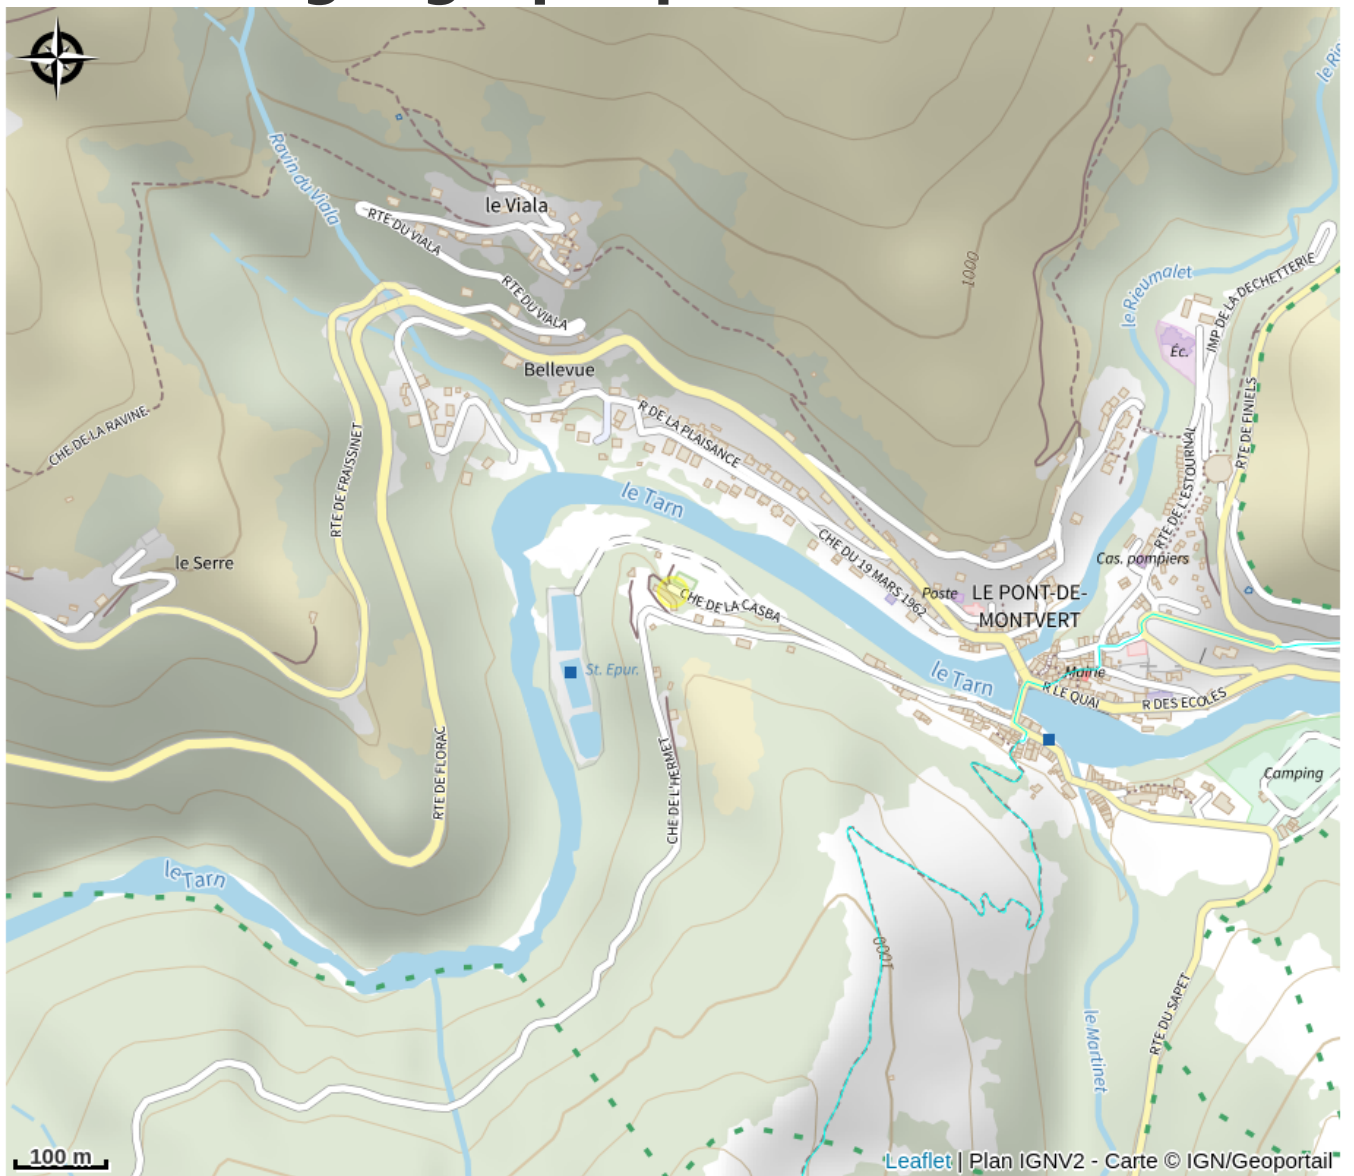 le Rie
Ravin du Viala
le Viala
RTE DU VIALA
RTE DU VIALA
1000
le Rieumalet
IMP DE LA DECHETTERIE
Éc.
Bellevue
R DE LA PLAISANCE
CHE DE LA RAVINE
RTE DE FRAISSINET
RTE DE FINIELS
RTE DE L'ESTOURNAL
le Tarn
le Serre
CHE DU 19 MARS 1962
Cas. pompiers
Poste
LE PONT-DE-
MONTVERT
CHE DE LA CASBA
St. Epur.
le Tarn
Mairie
R LE QUAI
R DES ECOLES
RTE DE FLORAC
CHE DE L'HERMET
Camping
le Tarn
1000
RTE DU SAPET
le Martinet
100 m
Leaflet | Plan IGNV2 - Carte © IGN/Geoportail